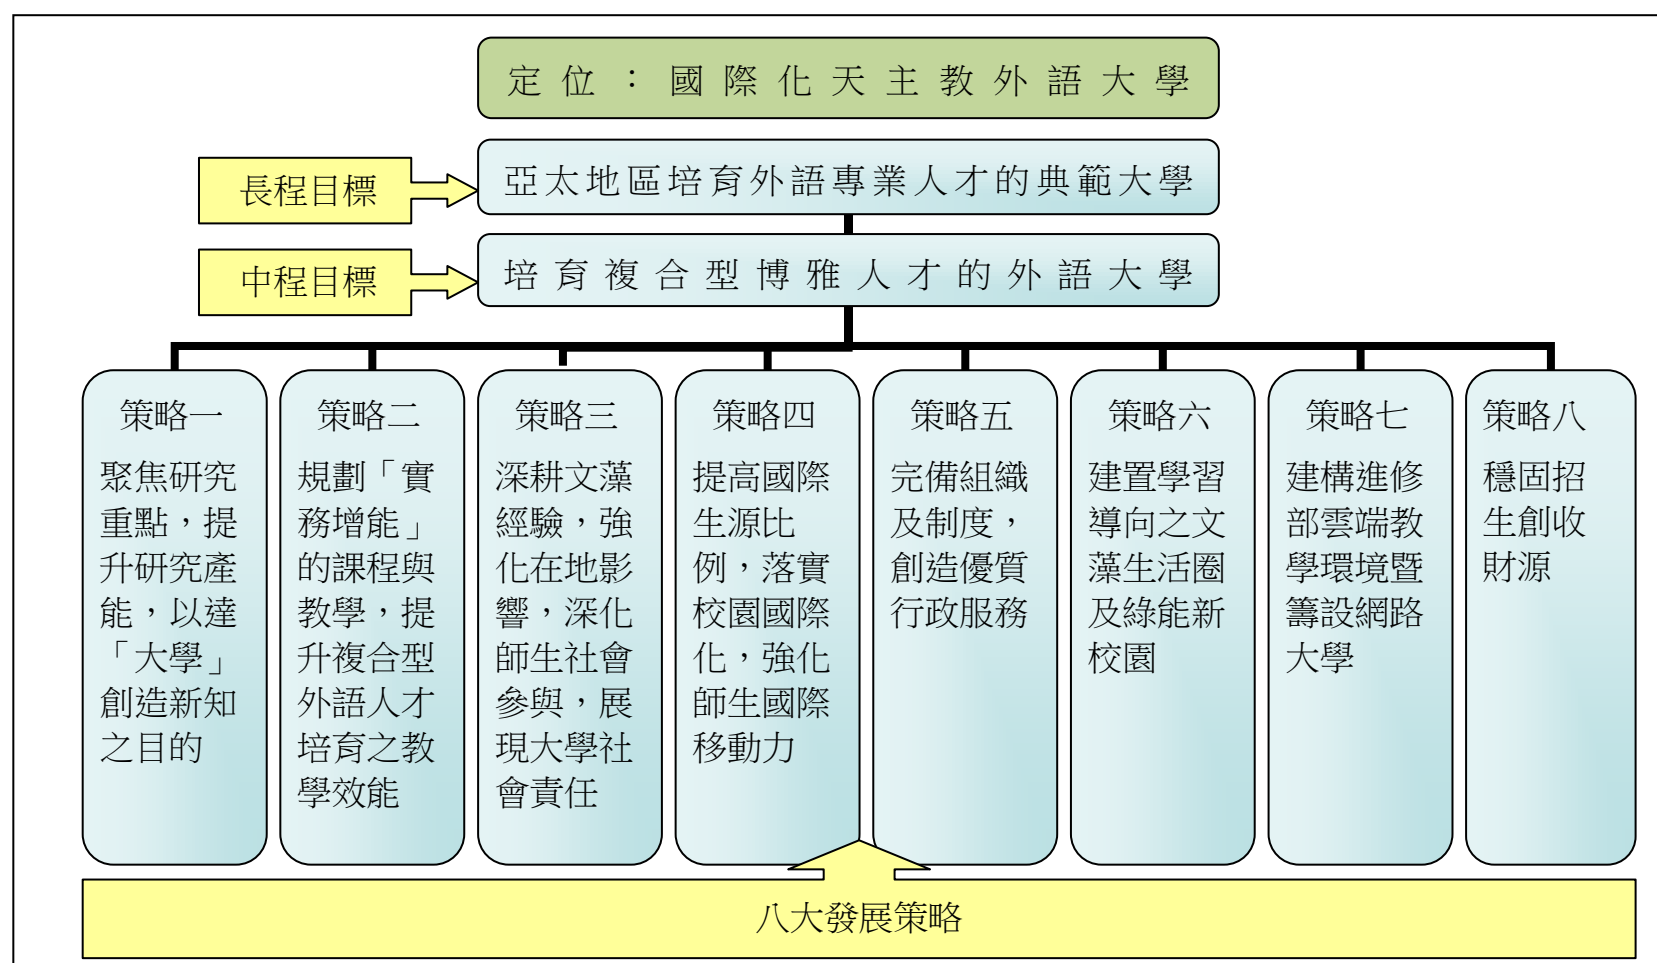 定位：國際化天主教外語大學
長程目標
亞太地區培育外語專業人才的典範大學
中程目標
培育複合型博雅人才的外語大學
策略一
聚焦研究
重點，提
升研究產
能，以達
「大學」
創造新知
之目的
策略二
規劃「實
務增能」
的課程與
教學，提
升複合型
外語人才
培育之教
學效能
策略三
深耕文藻
經驗，強
化在地影
響，深化
師生社會
參與，展
現大學社
會責任
策略四
提高國際
生源比
例，落實
校園國際
化，強化
師生國際
移動力
策略五
完備組織
及制度，
創造優質
行政服務
策略六
建置學習
導向之文
藻生活圈
及綠能新
校園
策略七
建構進修
部雲端教
學環境暨
籌設網路
大學
策略八
穩固招
生創收
財源
八大發展策略